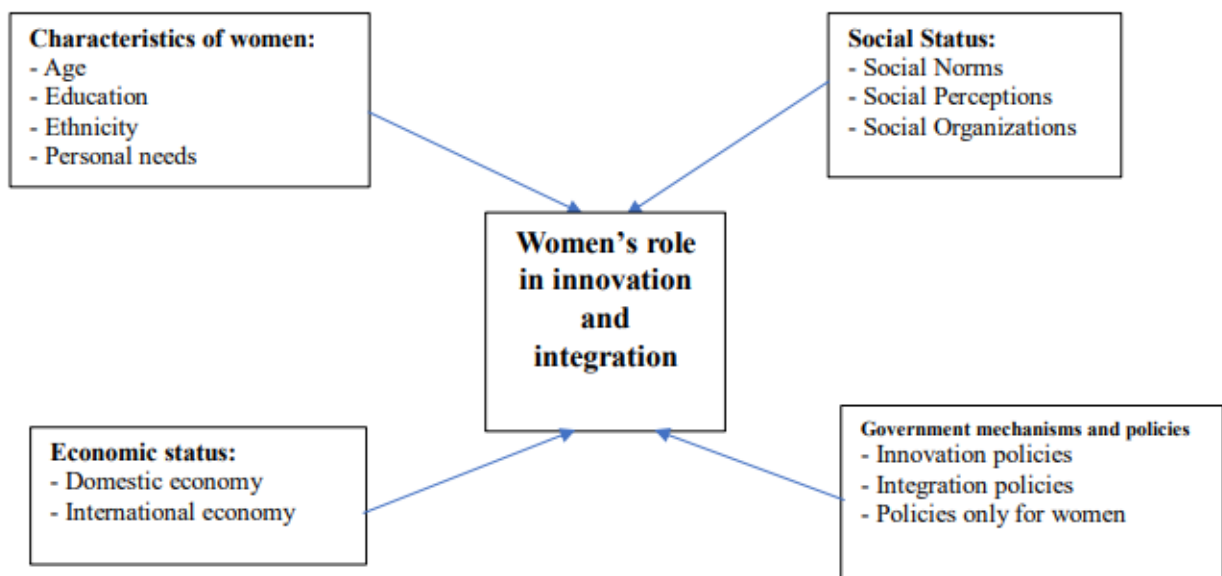 Characteristics of women:
- Age
- Education
- Ethnicity
- Personal needs
Social Status:
- Social Norms
- Social Perceptions
- Social Organizations
Women’s role
in innovation
and
integration
Economic status:
- Domestic economy
- International economy
Government mechanisms and policies
- Innovation policies
- Integration policies
- Policies only for women